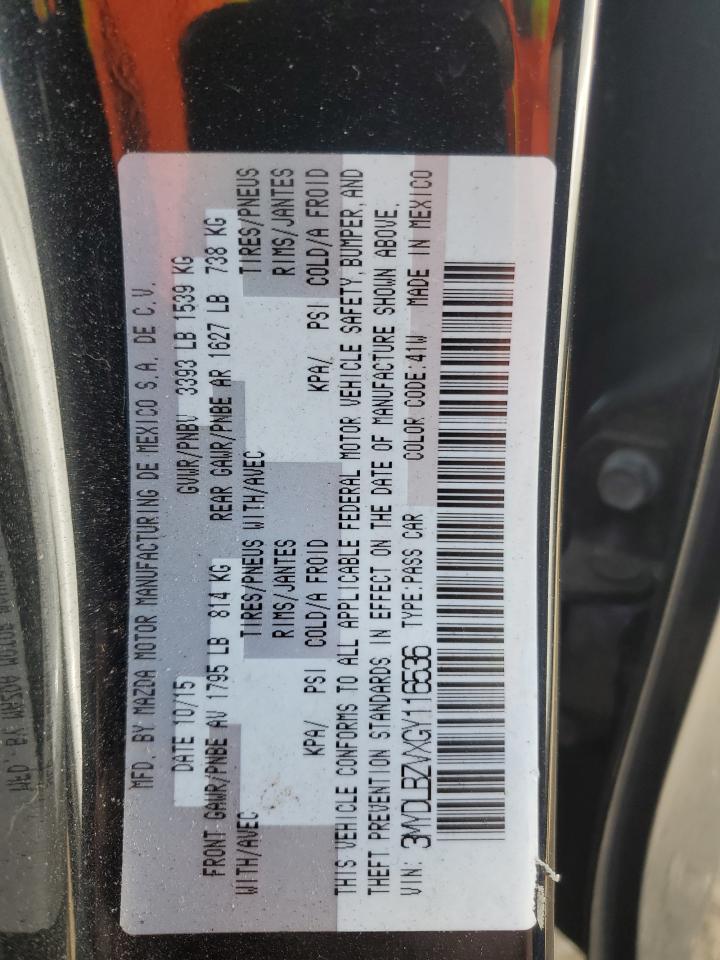 MFD. BY MAZDA MOTOR MANUFACTURING DE MEXICO S.A. DE C.V.
DATE 10/15 GVWR/PNBV 3393 LB 1539 KG
FRONT GAWR/PNBE AV 1795 LB 814 KG REAR GAWR/PNBE AR 1627 LB 738 KG
WITH/AVEC TIRES/PNEUS WITH/AVEC TIRES/PNEUS
RIMS/JANTES RIMS/JANTES
KPA/ PSI COLD/A FROID KPA/ PSI COLD/A FROID
THIS VEHICLE CONFORMS TO ALL APPLICABLE FEDERAL MOTOR VEHICLE SAFETY, BUMPER, AND
THEFT PREVENTION STANDARDS IN EFFECT ON THE DATE OF MANUFACTURE SHOWN ABOVE.
VIN: 3MYDLBZVXGY116536 TYPE:PASS CAR COLOR CODE:41W MADE IN MEXICO